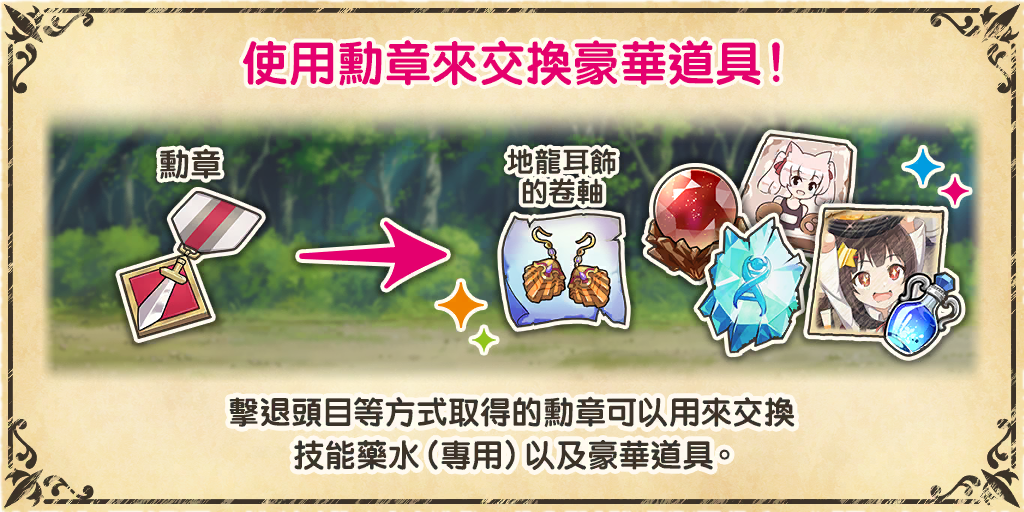 使用勳章來交換豪華道具!
勳章
地龍耳飾
的卷軸
擊退頭目等方式取得的勳章可以用來交換
技能藥水（專用）以及豪華道具。